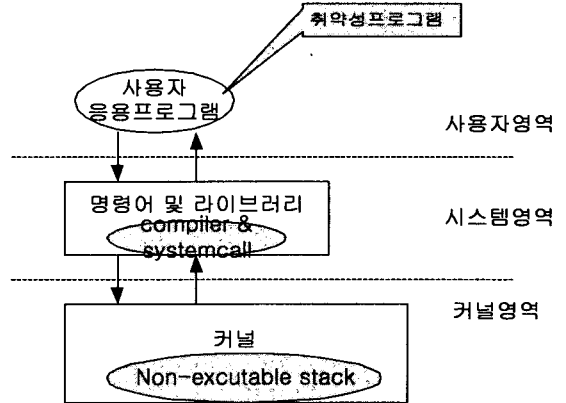 취약성프로그램
사용자
응용프로그램
사용자영역
명령어 및 라이브러리
compiler &
systemcall
시스템영역
커널영역
커널
Non-excutable stack